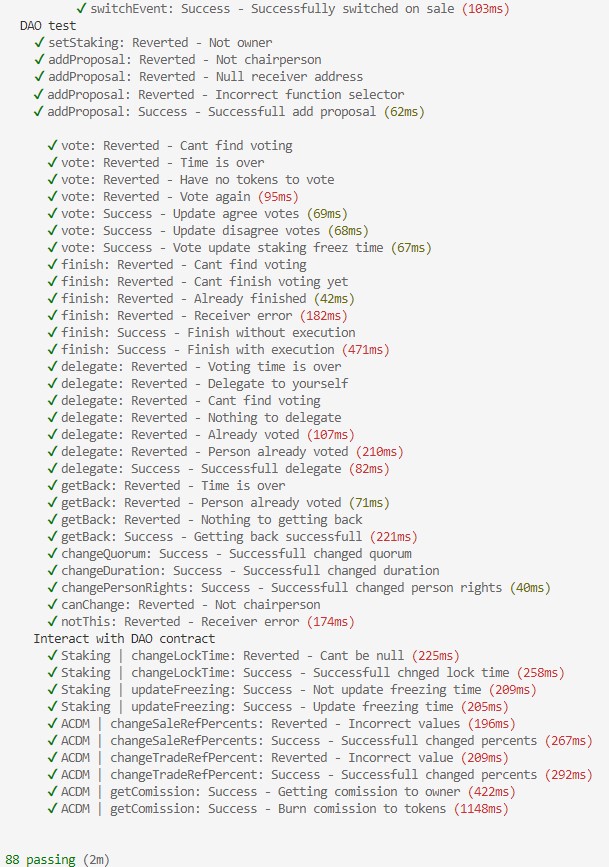 ✓ switchEvent: Success - Successfully switched on sale (103ms)
DAO test
✓ setStaking: Reverted - Not owner
✓ addProposal: Reverted - Not chairperson
✓ addProposal: Reverted - Null receiver address
✓ addProposal: Reverted - Incorrect function selector
✓ addProposal: Success - Successfull add proposal (62ms)
✓ vote: Reverted - Cant find voting
✓ vote: Reverted - Time is over
✓ vote: Reverted - Have no tokens to vote
✓ vote: Reverted - Vote again (95ms)
✓ vote: Success - Update agree votes (69ms)
✓ vote: Success - Update disagree votes (68ms)
✓ vote: Success - Vote update staking freez time (67ms)
✓ finish: Reverted - Cant find voting
✓ finish: Reverted - Cant finish voting yet
✓ finish: Reverted - Already finished (42ms)
✓ finish: Reverted - Receiver error (182ms)
✓ finish: Success - Finish without execution
✓ finish: Success - Finish with execution (471ms)
✓ delegate: Reverted - Voting time is over
✓ delegate: Reverted - Delegate to yourself
✓ delegate: Reverted - Cant find voting
✓ delegate: Reverted - Nothing to delegate
✓ delegate: Reverted - Already voted (107ms)
✓ delegate: Reverted - Person already voted (210ms)
✓ delegate: Success - Successfull delegate (82ms)
✓ getBack: Reverted - Time is over
✓ getBack: Reverted - Person already voted (71ms)
✓ getBack: Reverted - Nothing to getting back
✓ getBack: Success - Getting back successfull (221ms)
✓ changeQuorum: Success - Successfull changed quorum
✓ changeDuration: Success - Successfull changed duration
✓ changePersonRights: Success - Successfull changed person rights (40ms)
✓ canChange: Reverted - Not chairperson
✓ notThis: Reverted - Receiver error (174ms)
Interact with DAO contract
✓ Staking | changeLockTime: Reverted - Cant be null (225ms)
✓ Staking | changeLockTime: Success - Successfull chnged lock time (258ms)
✓ Staking | updateFreezing: Success - Not update freezing time (209ms)
✓ Staking | updateFreezing: Success - Update freezing time (205ms)
✓ ACDM | changeSaleRefPercents: Reverted - Incorrect values (196ms)
✓ ACDM | changeSaleRefPercents: Success - Successfull changed percents (267ms)
✓ ACDM | changeTradeRefPercent: Reverted - Incorrect value (209ms)
✓ ACDM | changeTradeRefPercent: Success - Successfull changed percents (292ms)
✓ ACDM | getComission: Success - Getting comission to owner (422ms)
✓ ACDM | getComission: Success - Burn comission to tokens (1148ms)
88 passing (2m)